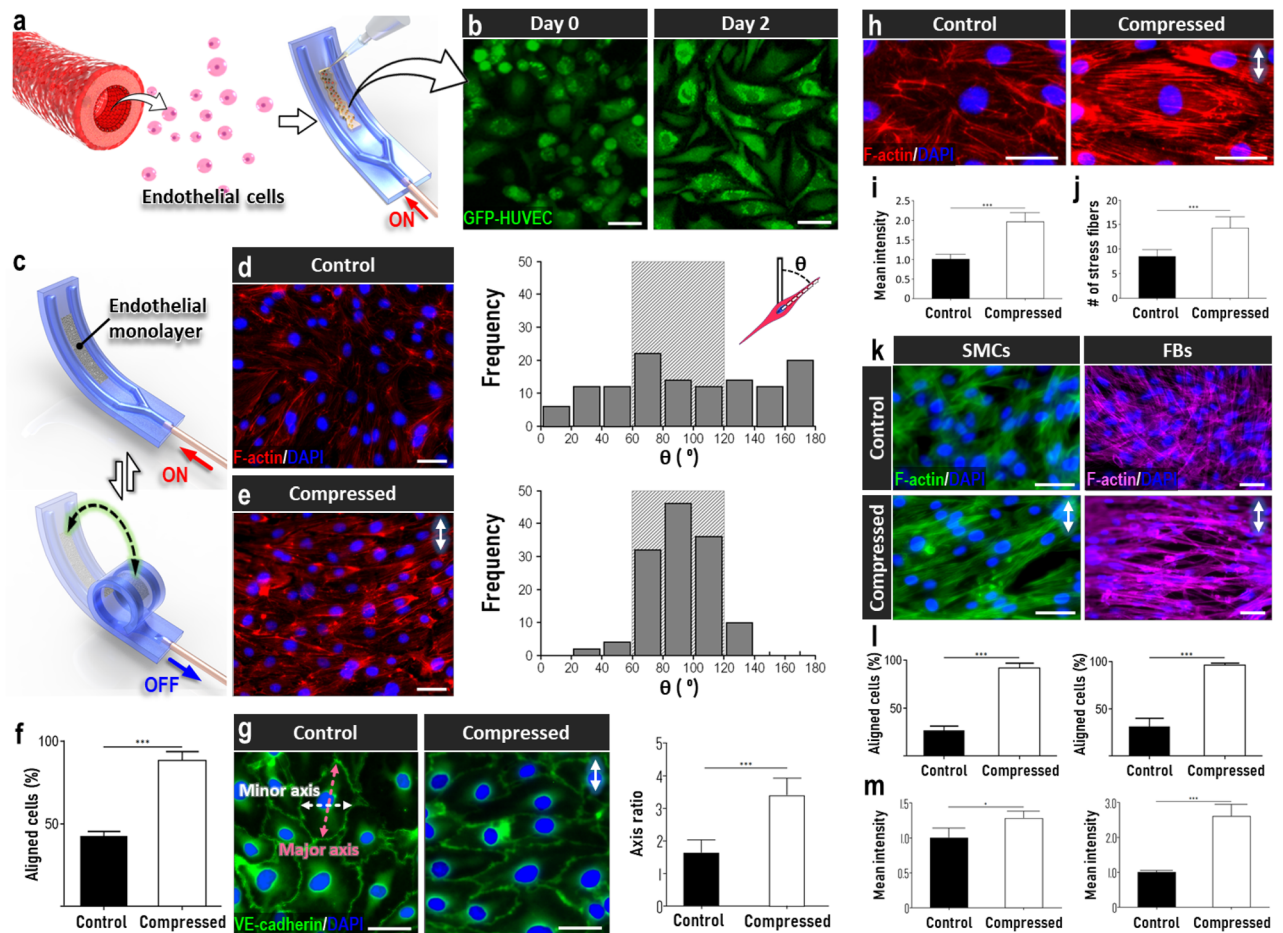 a
Endothelial cells
ON
b
Day 0
Day 2
GFP-HUVEC
c
Endothelial
monolayer
ON
OFF
d
Control
F-actin/DAPI
50
40
30
20
10
0
Frequency
θ
0 20 40 60 80 100 120 140 160 180
θ ( º)
e
Compressed
50
40
30
20
10
0
Frequency
0 20 40 60 80 100 120 140 160 180
θ ( º)
f
100
50
Aligned cells (%)
***
Control Compressed
g
Control
Compressed
Minor axis
Major axis
VE-cadherin/DAPI
5
4
3
2
1
0
Axis ratio
***
Control Compressed
h
Control
Compressed
F-actin/DAPI
i
2.5
2.0
1.5
1.0
0.5
0
Mean intensity
***
Control Compressed
j
20
15
10
5
0
# of stress fibers
***
Control Compressed
k
SMCs
FBs
Control
F-actin/DAPI
F-actin/DAPI
Compressed
l
100
50
Aligned cells (%)
***
Control Compressed
100
50
Aligned cells (%)
***
Control Compressed
m
1.5
1.0
0.5
0
Mean intensity
*
Control Compressed
3.0
2.0
1.0
0
Mean intensity
***
Control Compressed